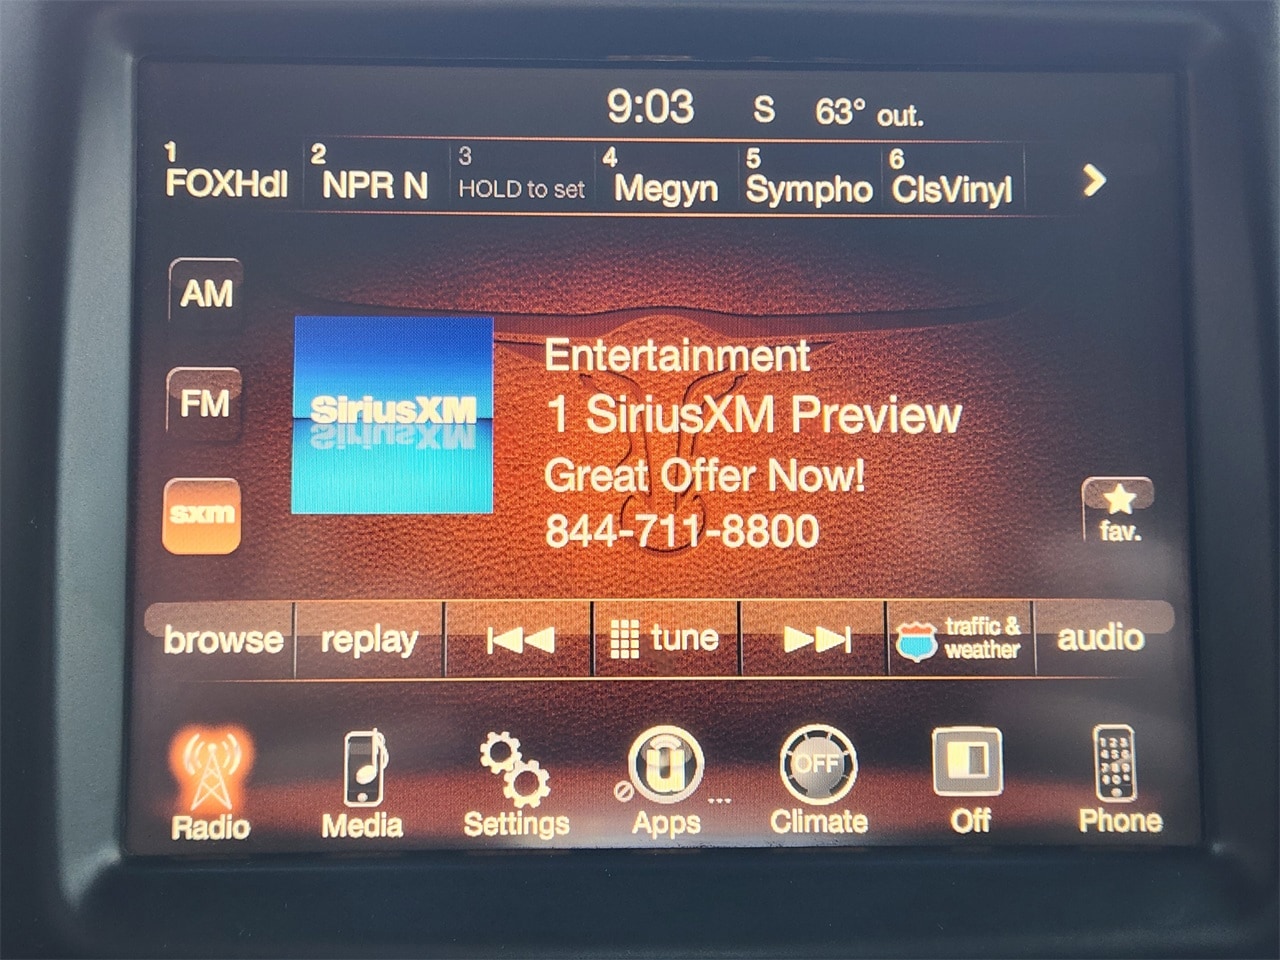 9:03 S 63° out.
1 2 3 4 5 6
FOXHdl NPR N HOLD to set Megyn Sympho ClsVinyl
AM
FM
sxm
SiriusXM
Entertainment
1 SiriusXM Preview
Great Offer Now!
844-711-8800
fav.
browse replay tune traffic & weather audio
OFF
Radio Media Settings Apps Climate Off Phone